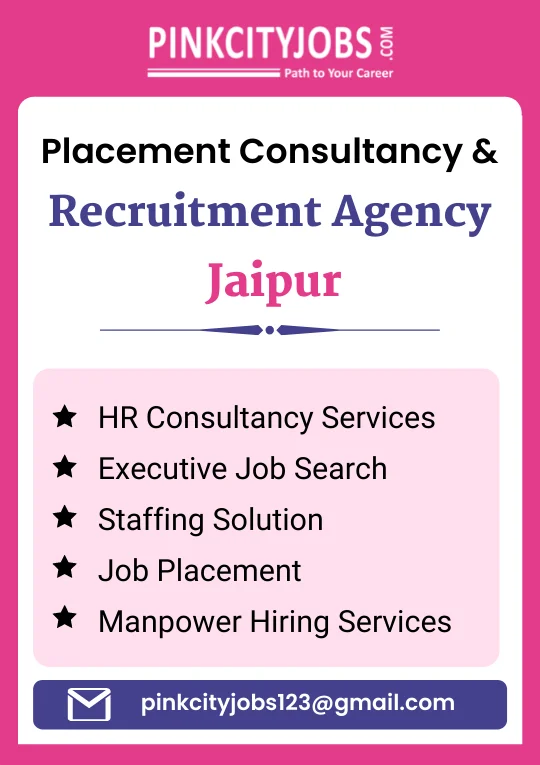 PINKCITYJOBS.COM
Path to Your Career
Placement Consultancy &
Recruitment Agency
Jaipur
HR Consultancy Services
Executive Job Search
Staffing Solution
Job Placement
Manpower Hiring Services
pinkcityjobs123@gmail.com